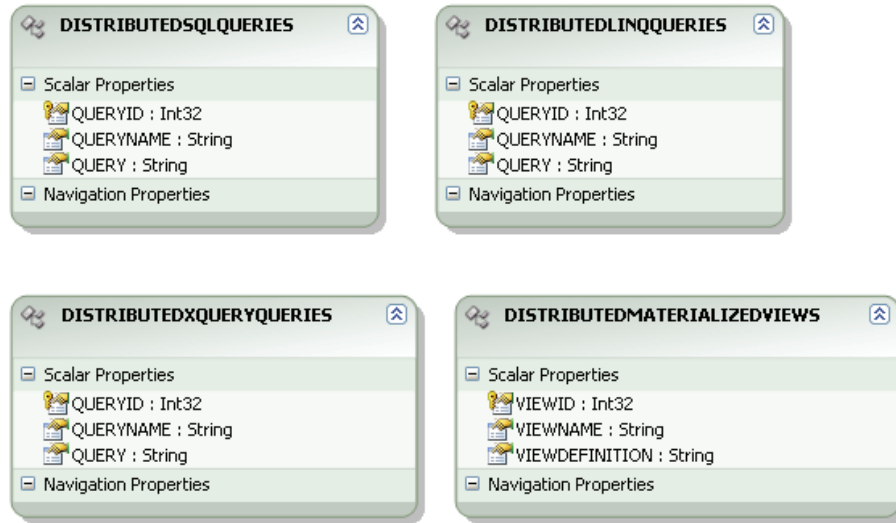 DISTRIBUTEDSQLQUERIES
Scalar Properties
QUERYID : Int32
QUERYNAME : String
QUERY : String
Navigation Properties
DISTRIBUTEDLINQQUERIES
Scalar Properties
QUERYID : Int32
QUERYNAME : String
QUERY : String
Navigation Properties
DISTRIBUTEDXQUERYQUERIES
Scalar Properties
QUERYID : Int32
QUERYNAME : String
QUERY : String
Navigation Properties
DISTRIBUTEDMATERIALIZEDVIEWS
Scalar Properties
VIEWID : Int32
VIEWNAME : String
VIEWDEFINITION : String
Navigation Properties